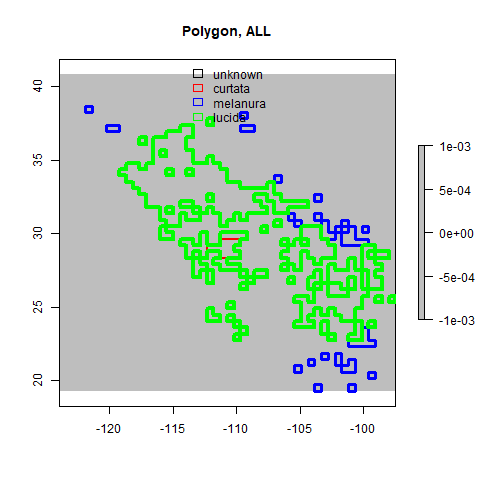 Polygon, ALL
unknown
curtata
melanura
lucida
40
35
30
25
20
-120
-115
-110
-105
-100
1e-03
5e-04
0e+00
-5e-04
-1e-03